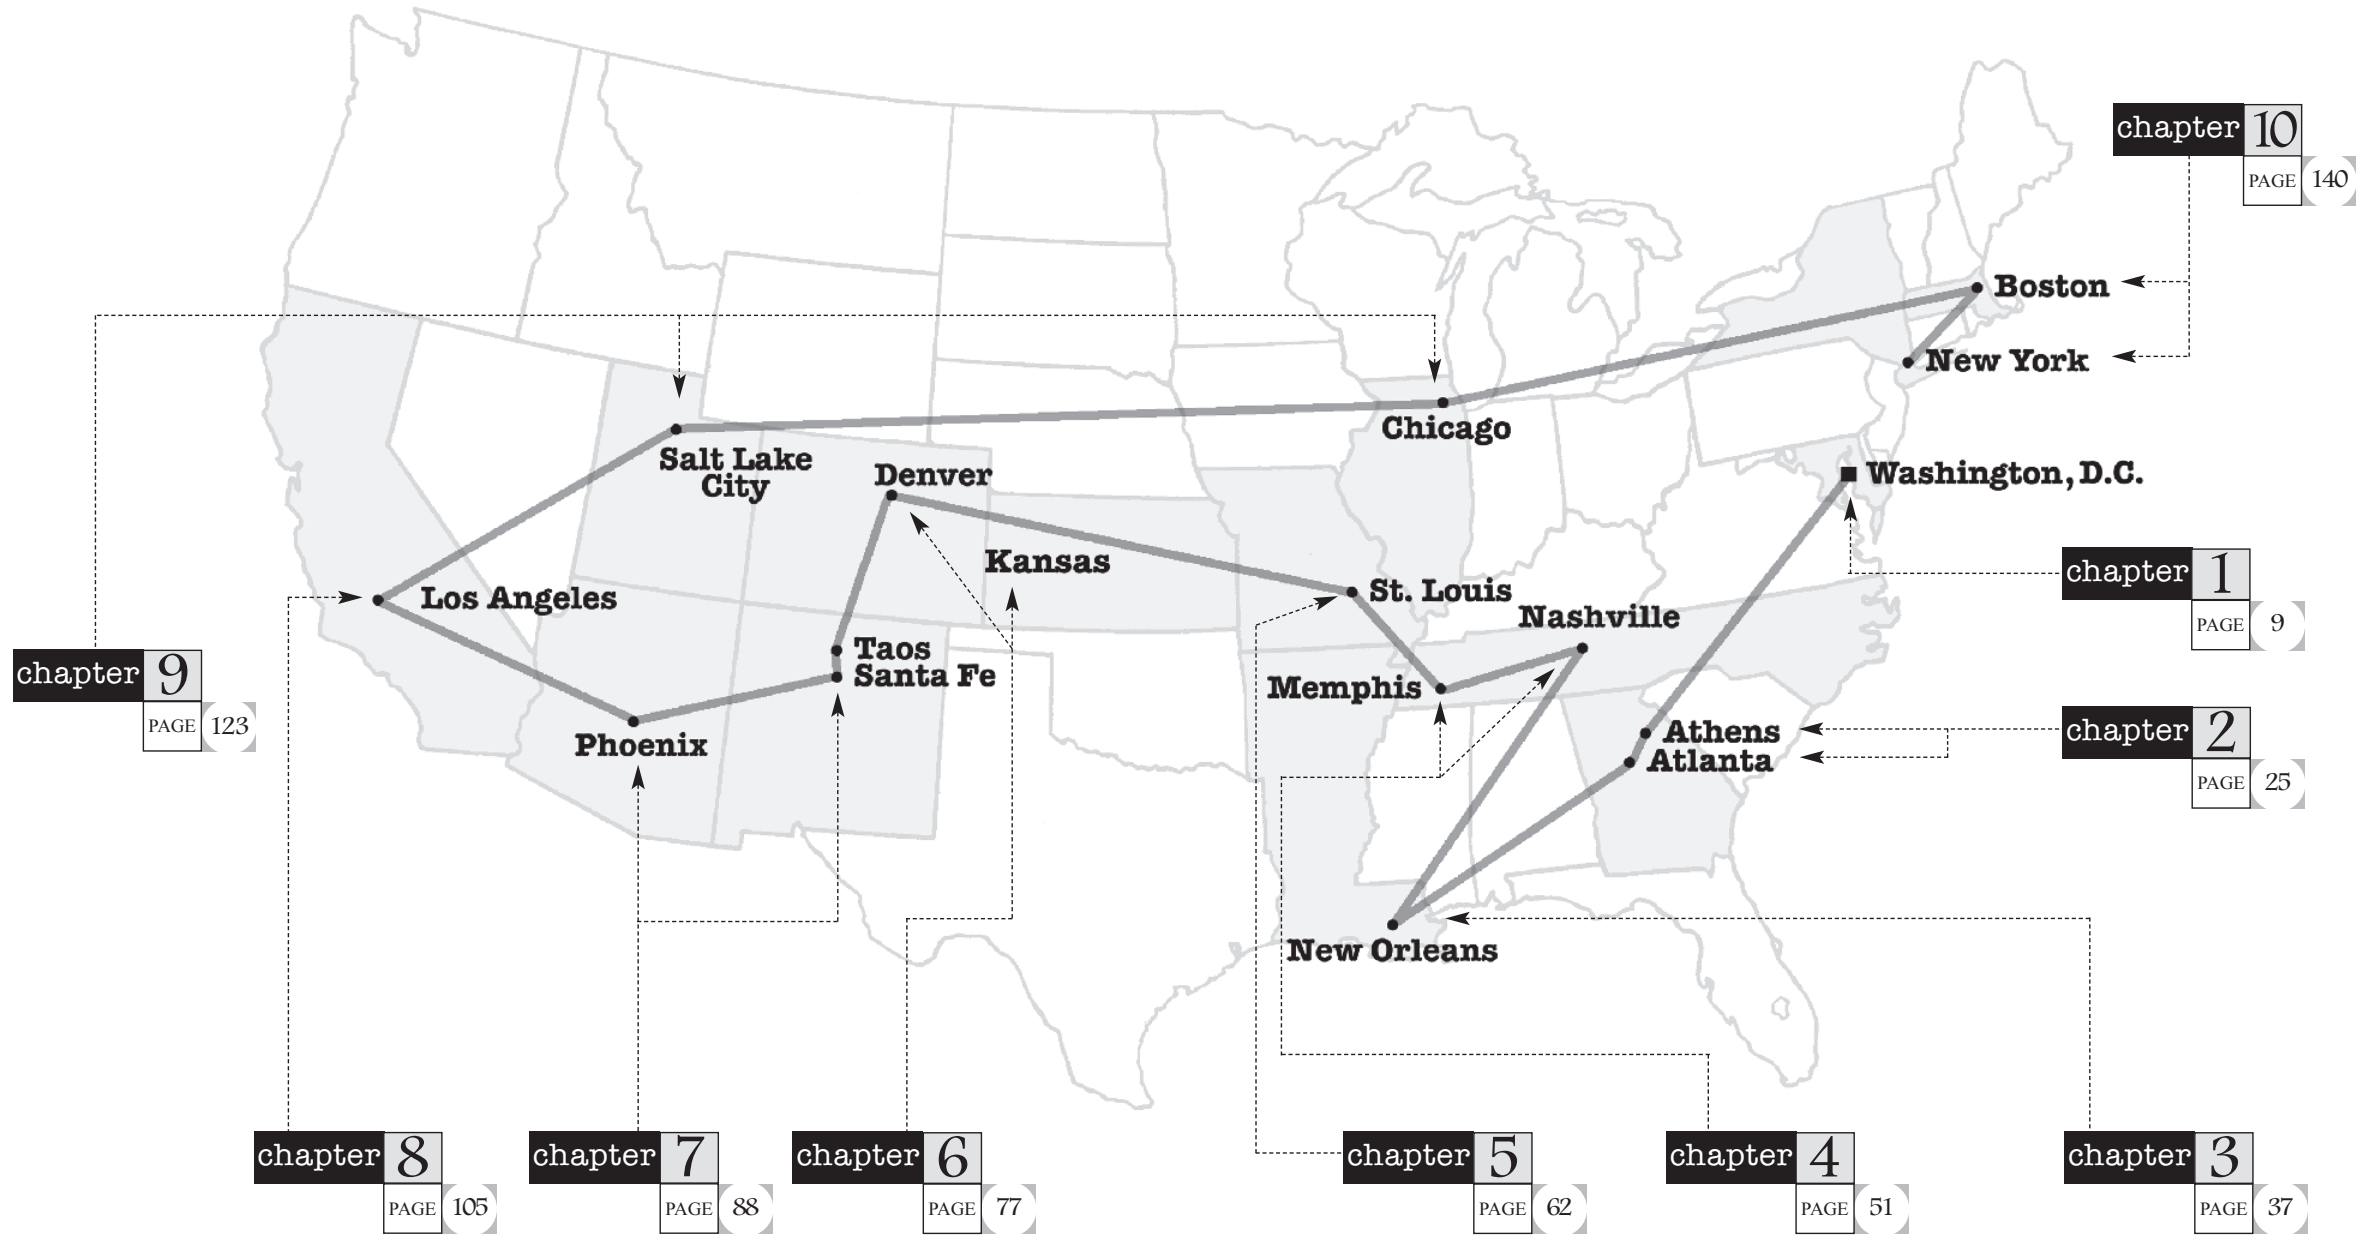 chapter 10
PAGE 140
Boston
New York
Chicago
Salt Lake
City
Denver
Washington, D.C.
Kansas
chapter 1
PAGE 9
Los Angeles
St. Louis
Nashville
Taos
Santa Fe
Memphis
chapter 9
PAGE 123
Phoenix
Athens
Atlanta
chapter 2
PAGE 25
New Orleans
chapter 8
PAGE 105
chapter 7
PAGE 88
chapter 6
PAGE 77
chapter 5
PAGE 62
chapter 4
PAGE 51
chapter 3
PAGE 37